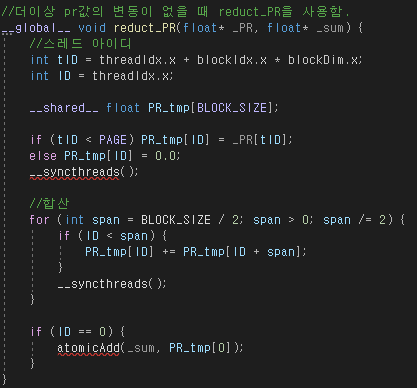 //더이상 pr값의 변동이 없을 때 reduct_PR을 사용함.
__global__ void reduct_PR(float* _PR, float* _sum) {
//스레드 아이디
int tID = threadIdx.x + blockIdx.x * blockDim.x;
int ID = threadIdx.x;
__shared__ float PR_tmp[BLOCK_SIZE];
if (tID < PAGE) PR_tmp[ID] = _PR[tID];
else PR_tmp[ID] = 0.0;
__syncthreads();
//합산
for (int span = BLOCK_SIZE / 2; span > 0; span /= 2) {
if (ID < span) {
PR_tmp[ID] += PR_tmp[ID + span];
}
__syncthreads();
}
if (ID == 0) {
atomicAdd(_sum, PR_tmp[0]);
}
}